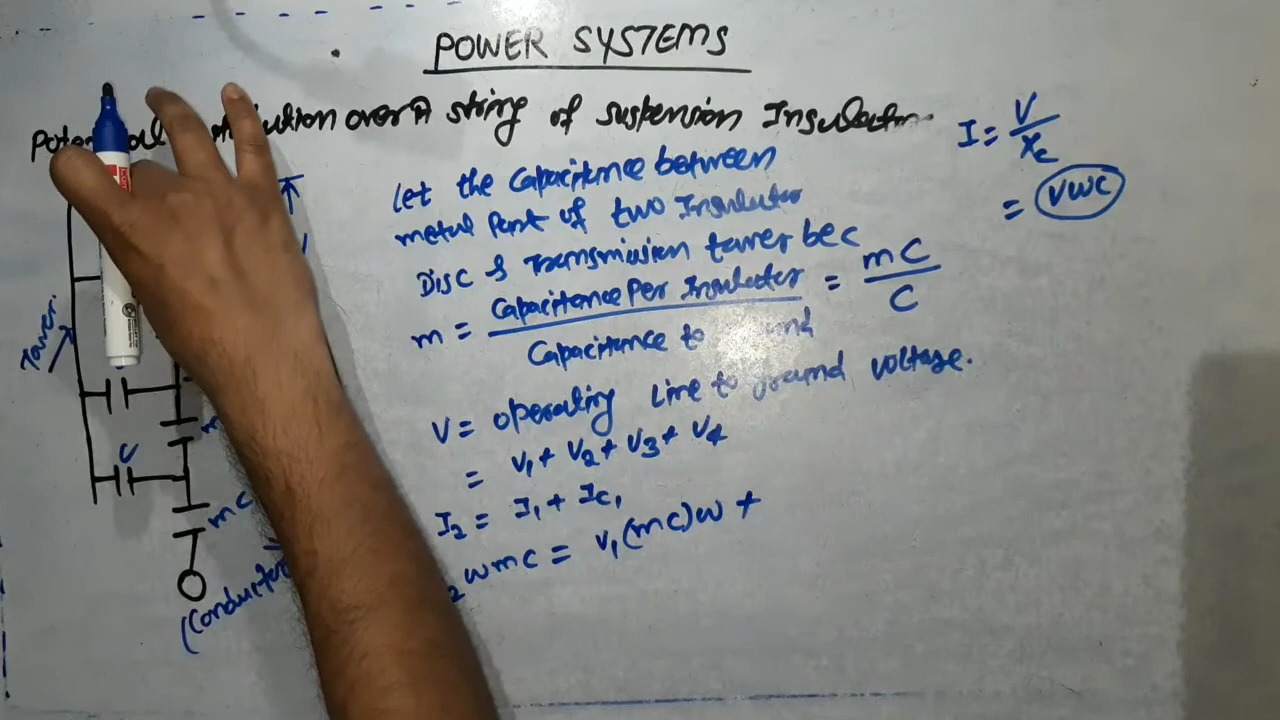 POWER SYSTEMS
over a string of suspension Insulator
I = V/Xc
= VWC
Let the Capacitance between
metal Part of two Insulator
Disc & Transmission tower be C
m = Capacitance Per Insulator / Capacitance to = mC / C
V = operating Line to ground voltage.
= V1 + V2 + V3 + V4
I2 = I1 + IC1
2 WMC = V1 (MC) W +
Tower.
C
mC
(Conductor